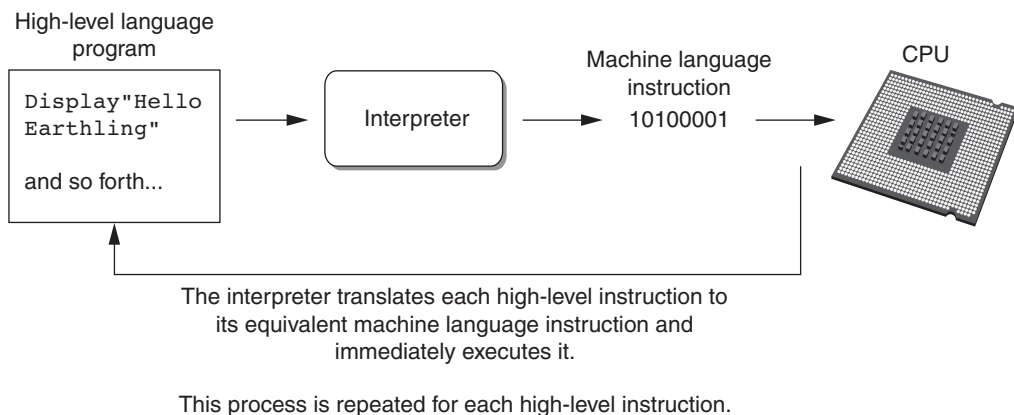 High-level language
program
Display"Hello
Earthling"
and so forth...
Interpreter
Machine language
instruction
10100001
CPU
The interpreter translates each high-level instruction to
its equivalent machine language instruction and
immediately executes it.
This process is repeated for each high-level instruction.